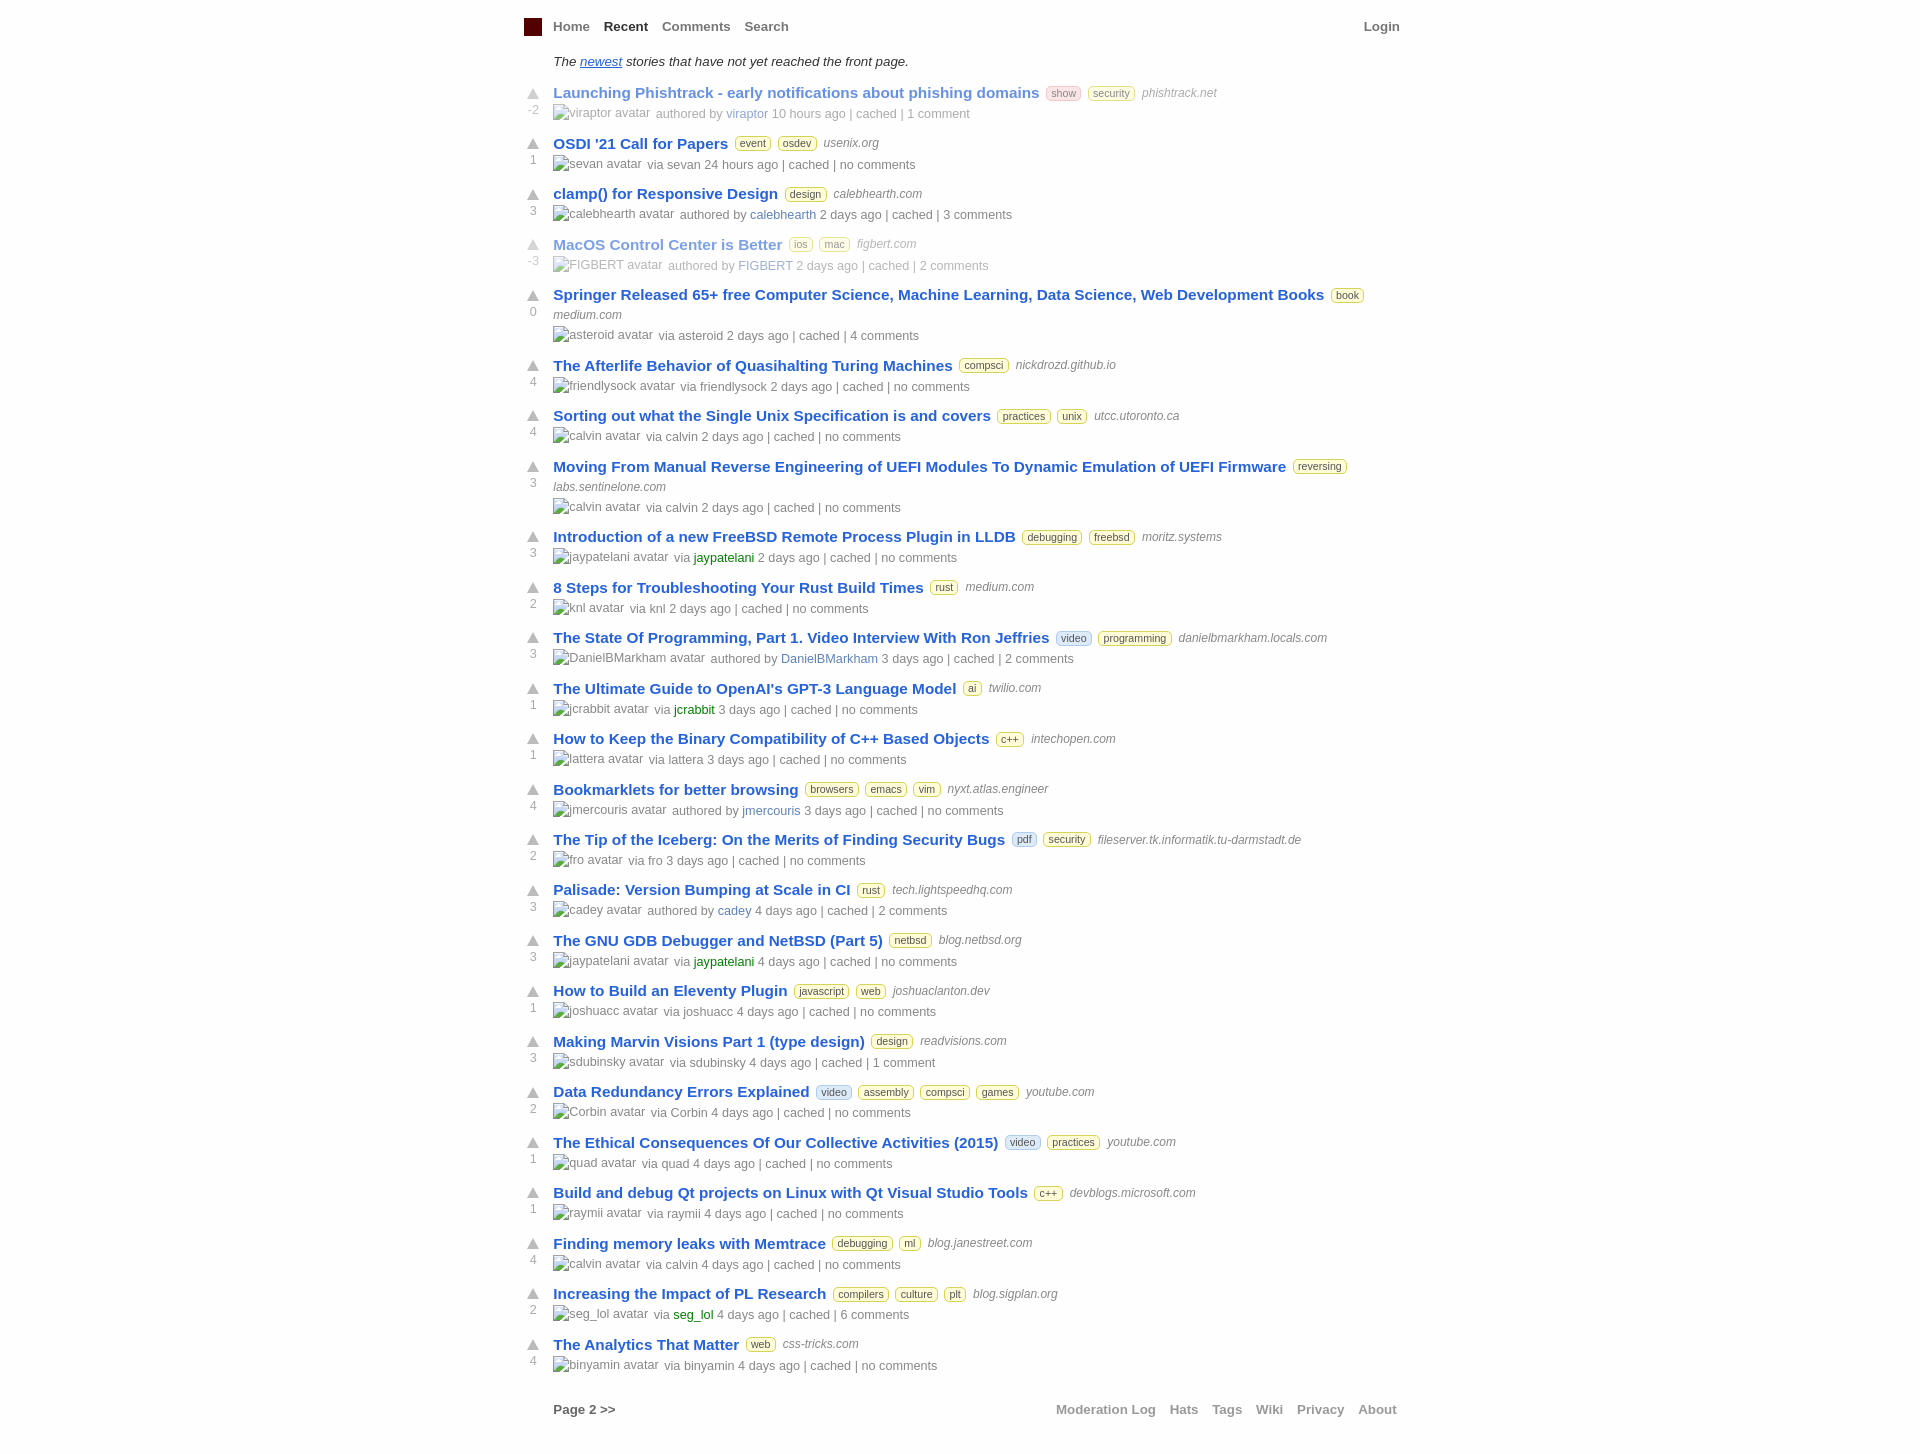 Home Recent Comments Search Login
The newest stories that have not yet reached the front page.
Launching Phishtrack - early notifications about phishing domains show security phishtrack.net
-2
viraptor avatar authored by viraptor 10 hours ago | cached | 1 comment
OSDI '21 Call for Papers event osdev usenix.org
1
sevan avatar via sevan 24 hours ago | cached | no comments
clamp() for Responsive Design design calebhearth.com
3
calebhearth avatar authored by calebhearth 2 days ago | cached | 3 comments
MacOS Control Center is Better ios mac figbert.com
-3
FIGBERT avatar authored by FIGBERT 2 days ago | cached | 2 comments
Springer Released 65+ free Computer Science, Machine Learning, Data Science, Web Development Books book
0
medium.com
asteroid avatar via asteroid 2 days ago | cached | 4 comments
The Afterlife Behavior of Quasihalting Turing Machines compsci nickdrozd.github.io
4
friendlysock avatar via friendlysock 2 days ago | cached | no comments
Sorting out what the Single Unix Specification is and covers practices unix utcc.utoronto.ca
4
calvin avatar via calvin 2 days ago | cached | no comments
Moving From Manual Reverse Engineering of UEFI Modules To Dynamic Emulation of UEFI Firmware reversing
3
labs.sentinelone.com
calvin avatar via calvin 2 days ago | cached | no comments
Introduction of a new FreeBSD Remote Process Plugin in LLDB debugging freebsd moritz.systems
3
jaypatelani avatar via jaypatelani 2 days ago | cached | no comments
8 Steps for Troubleshooting Your Rust Build Times rust medium.com
2
knl avatar via knl 2 days ago | cached | no comments
The State Of Programming, Part 1. Video Interview With Ron Jeffries video programming danielbmarkham.locals.com
3
DanielBMarkham avatar authored by DanielBMarkham 3 days ago | cached | 2 comments
The Ultimate Guide to OpenAI's GPT-3 Language Model ai twilio.com
1
jcrabbit avatar via jcrabbit 3 days ago | cached | no comments
How to Keep the Binary Compatibility of C++ Based Objects c++ intechopen.com
1
lattera avatar via lattera 3 days ago | cached | no comments
Bookmarklets for better browsing browsers emacs vim nyxt.atlas.engineer
4
jmercouris avatar authored by jmercouris 3 days ago | cached | no comments
The Tip of the Iceberg: On the Merits of Finding Security Bugs pdf security fileserver.tk.informatik.tu-darmstadt.de
2
fro avatar via fro 3 days ago | cached | no comments
Palisade: Version Bumping at Scale in CI rust tech.lightspeedhq.com
3
cadey avatar authored by cadey 4 days ago | cached | 2 comments
The GNU GDB Debugger and NetBSD (Part 5) netbsd blog.netbsd.org
3
jaypatelani avatar via jaypatelani 4 days ago | cached | no comments
How to Build an Eleventy Plugin javascript web joshuaclanton.dev
1
joshuacc avatar via joshuacc 4 days ago | cached | no comments
Making Marvin Visions Part 1 (type design) design readvisions.com
3
sdubinsky avatar via sdubinsky 4 days ago | cached | 1 comment
Data Redundancy Errors Explained video assembly compsci games youtube.com
2
Corbin avatar via Corbin 4 days ago | cached | no comments
The Ethical Consequences Of Our Collective Activities (2015) video practices youtube.com
1
quad avatar via quad 4 days ago | cached | no comments
Build and debug Qt projects on Linux with Qt Visual Studio Tools c++ devblogs.microsoft.com
1
raymii avatar via raymii 4 days ago | cached | no comments
Finding memory leaks with Memtrace debugging ml blog.janestreet.com
4
calvin avatar via calvin 4 days ago | cached | no comments
Increasing the Impact of PL Research compilers culture plt blog.sigplan.org
2
seg_lol avatar via seg_lol 4 days ago | cached | 6 comments
The Analytics That Matter web css-tricks.com
4
binyamin avatar via binyamin 4 days ago | cached | no comments
Page 2 >> Moderation Log Hats Tags Wiki Privacy About